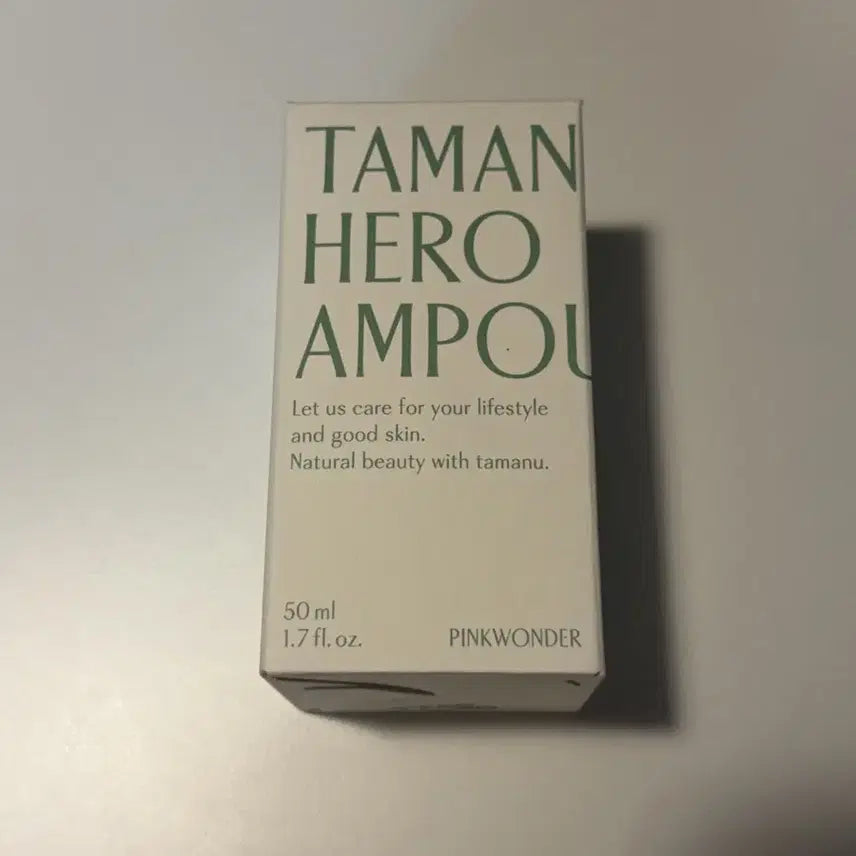 TAMAN
HERO
AMPOU
Let us care for your lifestyle
and good skin.
Natural beauty with tamanu.
50 ml
1.7 fl. oz.
PINKWONDER